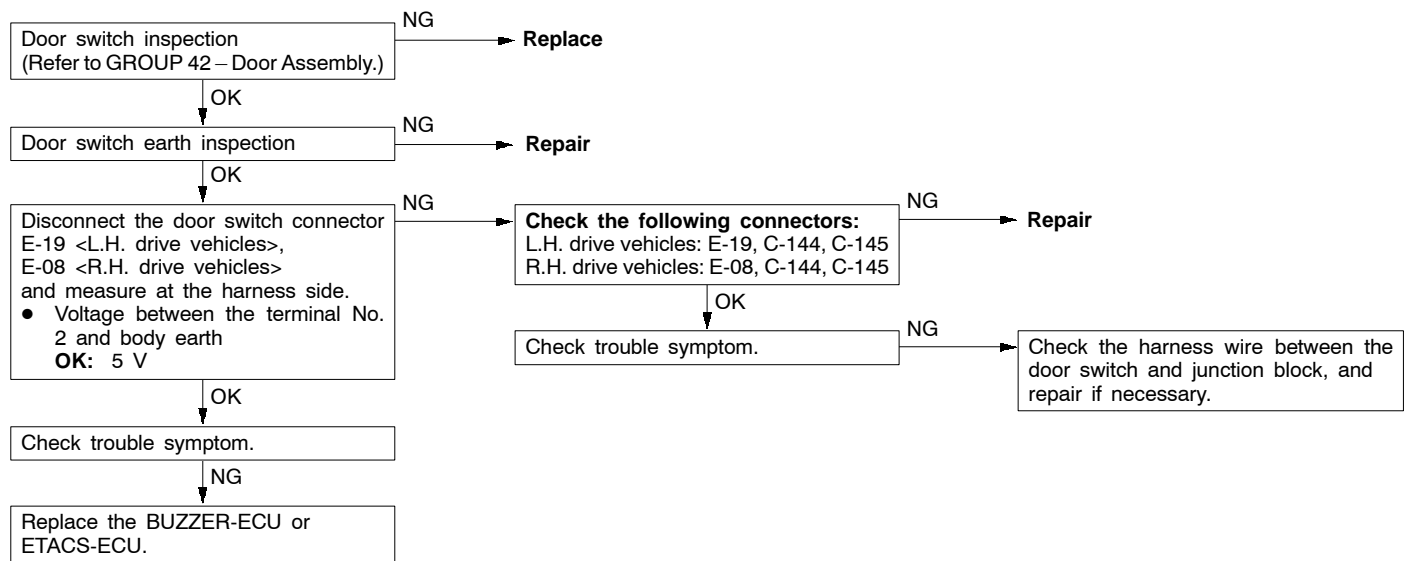 NG
Door switch inspection
(Refer to GROUP 42 – Door Assembly.)
Replace
OK
NG
Door switch earth inspection
Repair
OK
NG
Disconnect the door switch connector
E-19 <L.H. drive vehicles>,
E-08 <R.H. drive vehicles>
and measure at the harness side.
● Voltage between the terminal No.
2 and body earth
OK: 5 V
Check the following connectors:
L.H. drive vehicles: E-19, C-144, C-145
R.H. drive vehicles: E-08, C-144, C-145
NG
Repair
OK
Check trouble symptom.
NG
Check the harness wire between the
door switch and junction block, and
repair if necessary.
OK
Check trouble symptom.
NG
Replace the BUZZER-ECU or
ETACS-ECU.